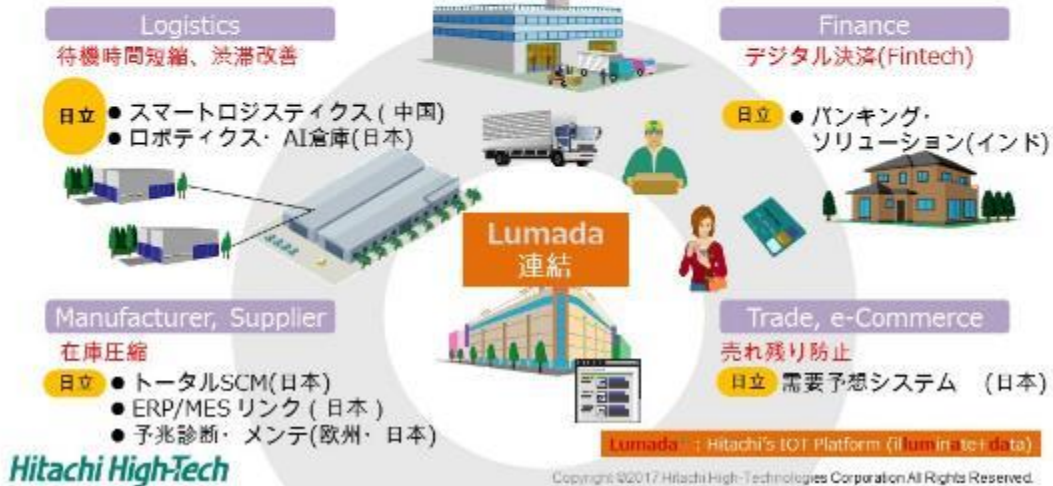 Logistics
待機時間短縮、渋滞改善
日立
● スマートロジスティクス ( 中国)
● ロボティクス· AI倉庫(日本)
Finance
デジタル決済(Fintech)
日立
● バンキング·
ソリューション(インド)
Lumada
連結
Manufacturer, Supplier
在庫圧縮
日立
● トータルSCM(日本)
● ERP/MES リンク ( 日本 )
● 予兆診断· メンテ(欧州· 日本)
Trade, e-Commerce
売れ残り防止
日立
需要予想システム (日本)
Lumada : Hitachi's IOT Platform (illuminate+data)
Hitachi High-Tech
Copyright ©2017 Hitachi High-Technologies Corporation All Rights Reserved.